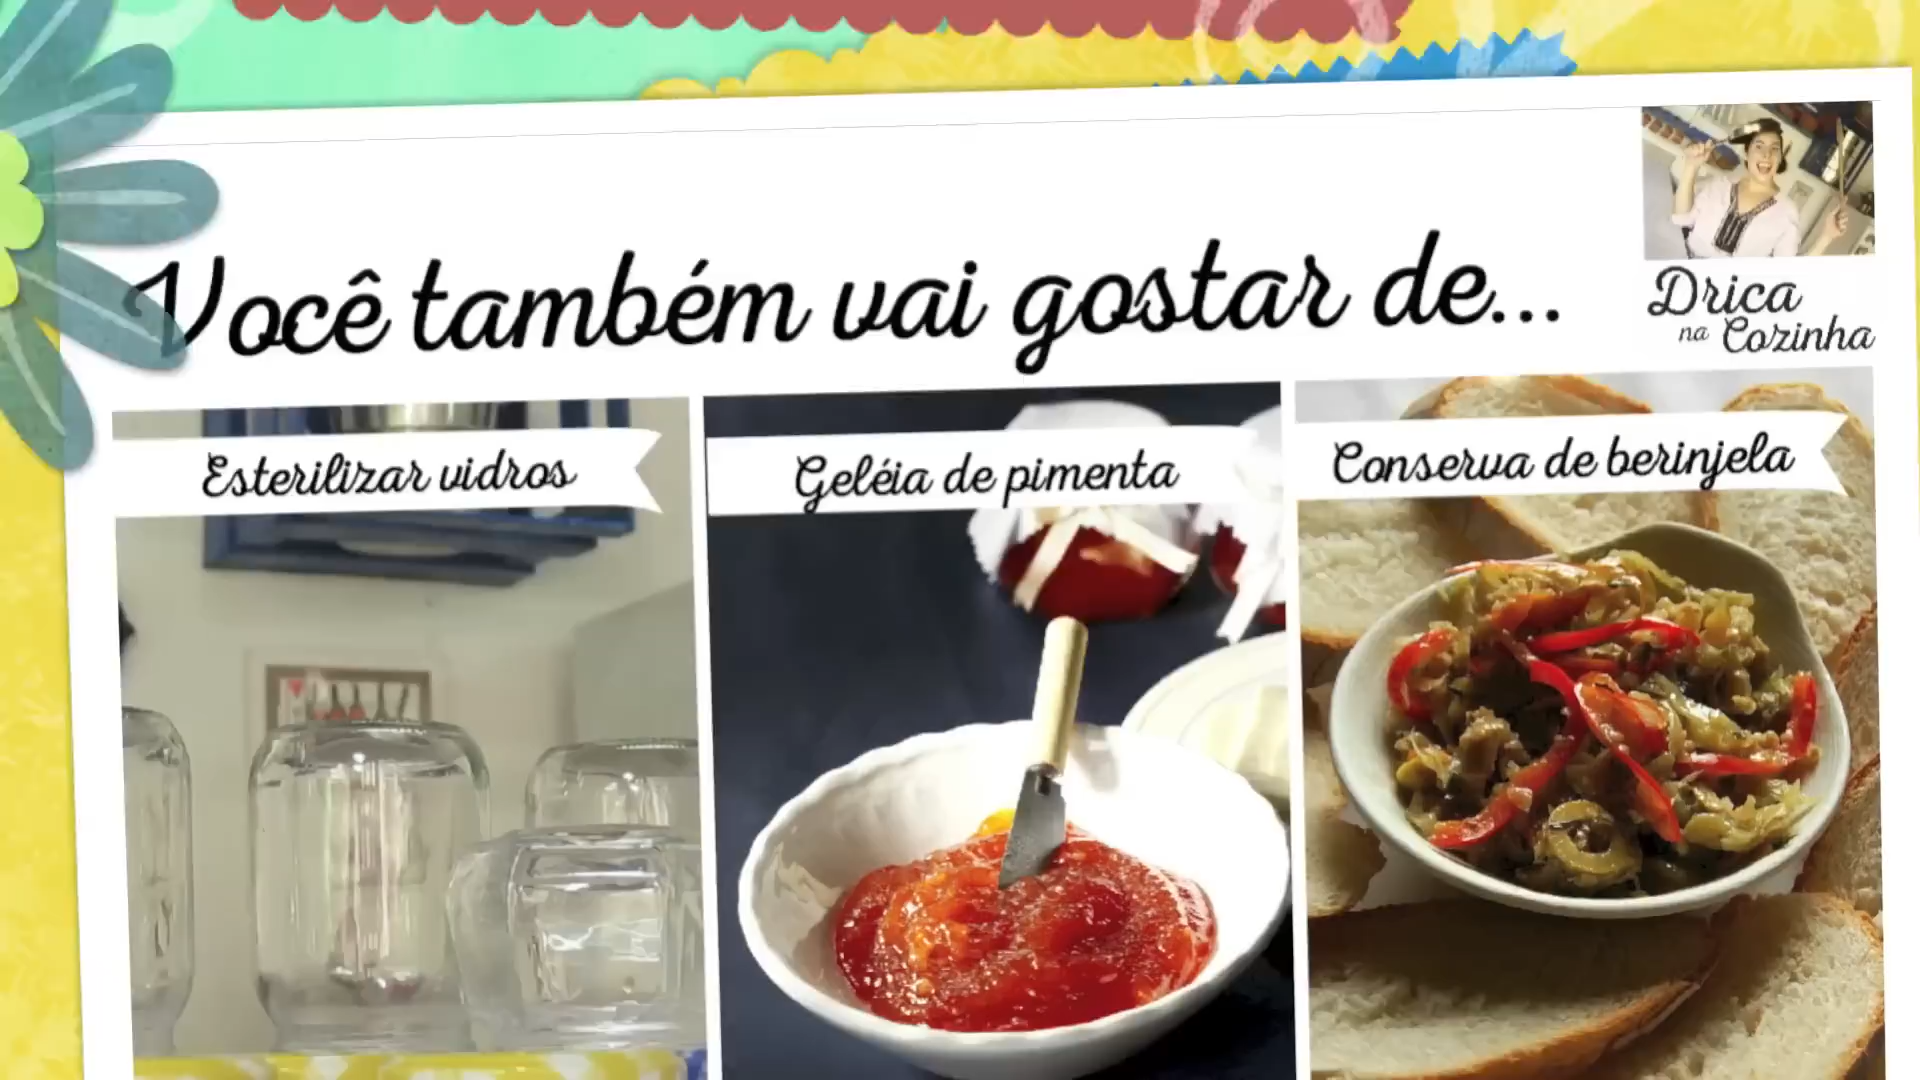 Você também vai gostar de...
Drica
na Cozinha
Esterilizar vidros
Geléia de pimenta
Conserva de berinjela